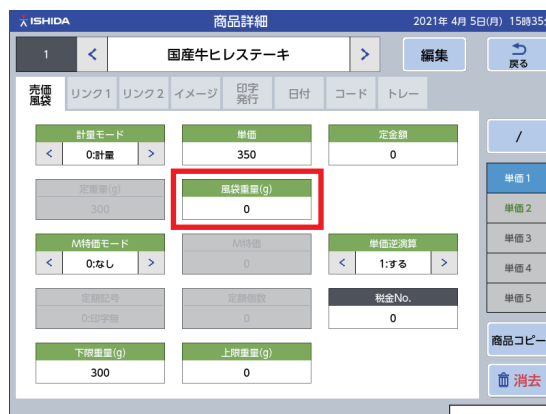 ISHIDA 商品詳細 2021年 4月 5日(月) 15時35
1 < 国産牛ヒレステーキ > 編集 戻る
売価
風袋 リンク1 リンク2 イメージ 印字
発行 日付 コード トレー
計量モード 単価 定金額
< 0:計量 > 350 0
/
定重量(g) 風袋重量(g)
300 0
単価1
単価2
M特価モード M特価 単価逆演算
< 0:なし > 0 < 1:する >
単価3
単価4
定額記号 定額個数 税金No.
0:印字無 0 0
単価5
下限重量(g) 上限重量(g)
300 0
商品コピー
消去